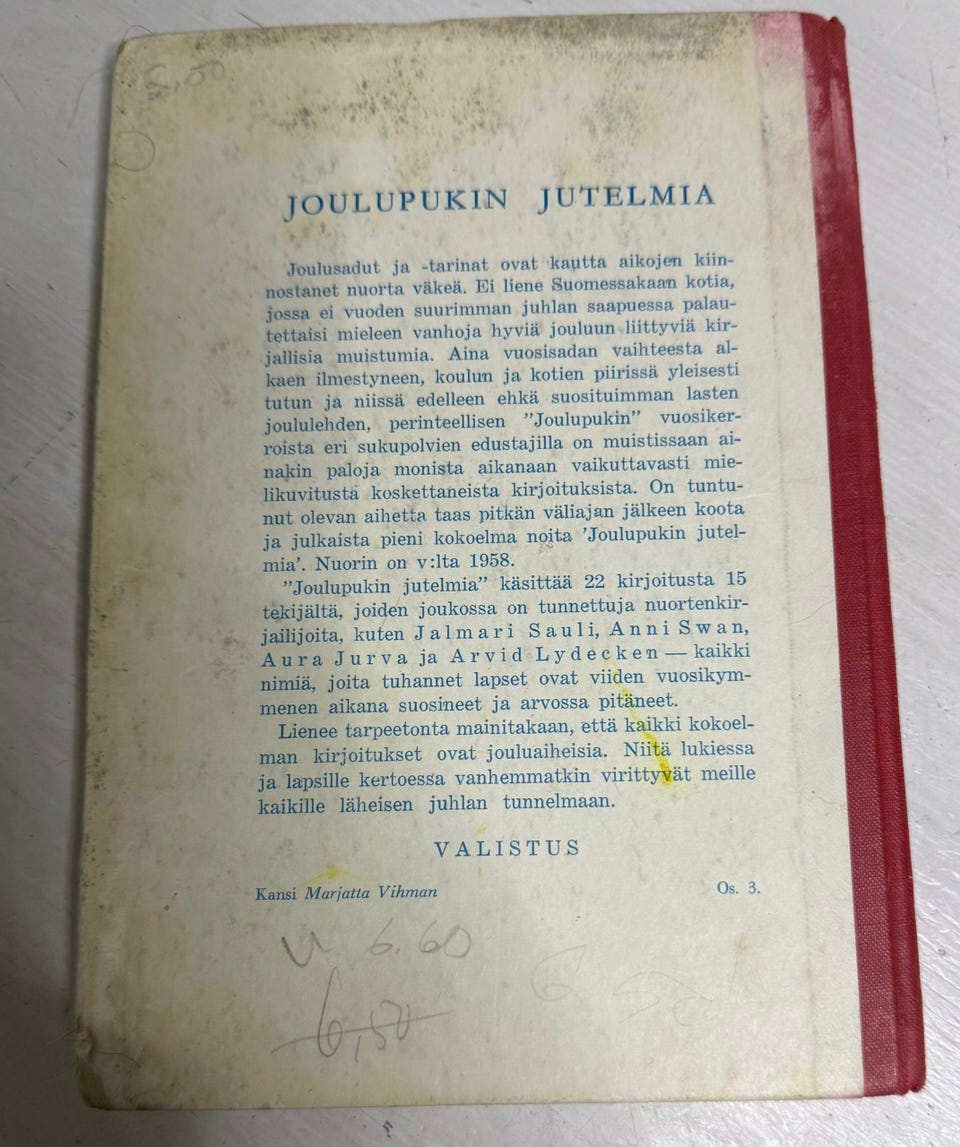 JOULUPUKIN JUTELMIA
Joulusadut ja -tarinat ovat kautta aikojen kiin-
nostanet nuorta väkeä. Ei liene Suomessakaan kotia,
jossa ei vuoden suurimman juhlan saapuessa palau-
tettaisi mieleen vanhoja hyviä jouluun liittyviä kir-
jallisia muistumia. Aina vuosisadan vaihteesta al-
kaen ilmestyneen, koulun ja kotien piirissä yleisesti
tutun ja niissä edelleen ehkä suosituimman lasten
joululehden, perinteellisen "Joulupukin" vuosiker-
roista eri sukupolvien edustajilla on muistissaan ai-
nakin paloja monista aikanaan vaikuttavasti mie-
likuvitusta koskettaneista kirjoituksista. On tuntu-
nut olevan aihetta taas pitkän väliajan jälkeen koota
ja julkaista pieni kokoelma noita 'Joulupukin jutel-
mia'. Nuorin on v:lta 1958.
"Joulupukin jutelmia" käsittää 22 kirjoitusta 15
tekijältä, joiden joukossa on tunnettuja nuortenkir-
jailijoita, kuten Jalmari Sauli, Anni Swan,
Aura Jurva ja Arvid Lydecken — kaikki
nimiä, joita tuhannet lapset ovat viiden vuosikym-
menen aikana suosineet ja arvossa pitäneet.
Lienee tarpeetonta mainitakaan, että kaikki kokoel-
man kirjoitukset ovat jouluaiheisia. Niitä lukiessa
ja lapsille kertoessa vanhemmatkin virittyvät meille
kaikille läheisen juhlan tunnelmaan.
VALISTUS
Kansi Marjatta Vihman Os. 3.
6.60
6,50